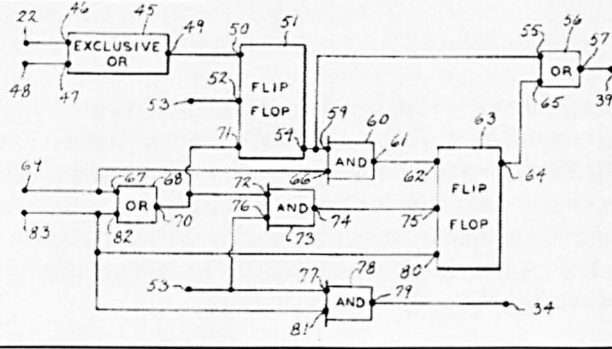 46 45 51 56
22 49 50 55 57
EXCLUSIVE OR
48 47 52 FLIP FLOP OR
53 59 60 63 65 39
71 54 61
69 67 68 66 AND 62 64
OR 72 AND FLIP FLOP
83 82 70 76 74 75
73
53 77 78 80
AND 79
81 34